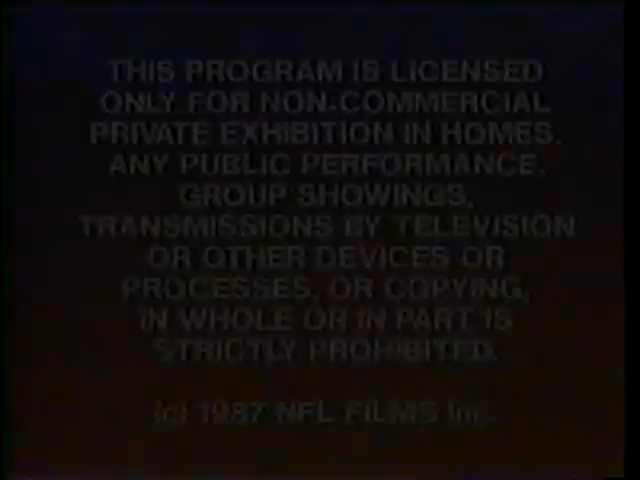 THIS PROGRAM IS LICENSED
ONLY FOR NON-COMMERCIAL
PRIVATE EXHIBITION IN HOMES.
ANY PUBLIC PERFORMANCE,
GROUP SHOWINGS,
TRANSMISSIONS BY TELEVISION
OR OTHER DEVICES OR
PROCESSES, OR COPYING,
IN WHOLE OR IN PART IS
STRICTLY PROHIBITED.
(c) 1987 NFL FILMS Inc.